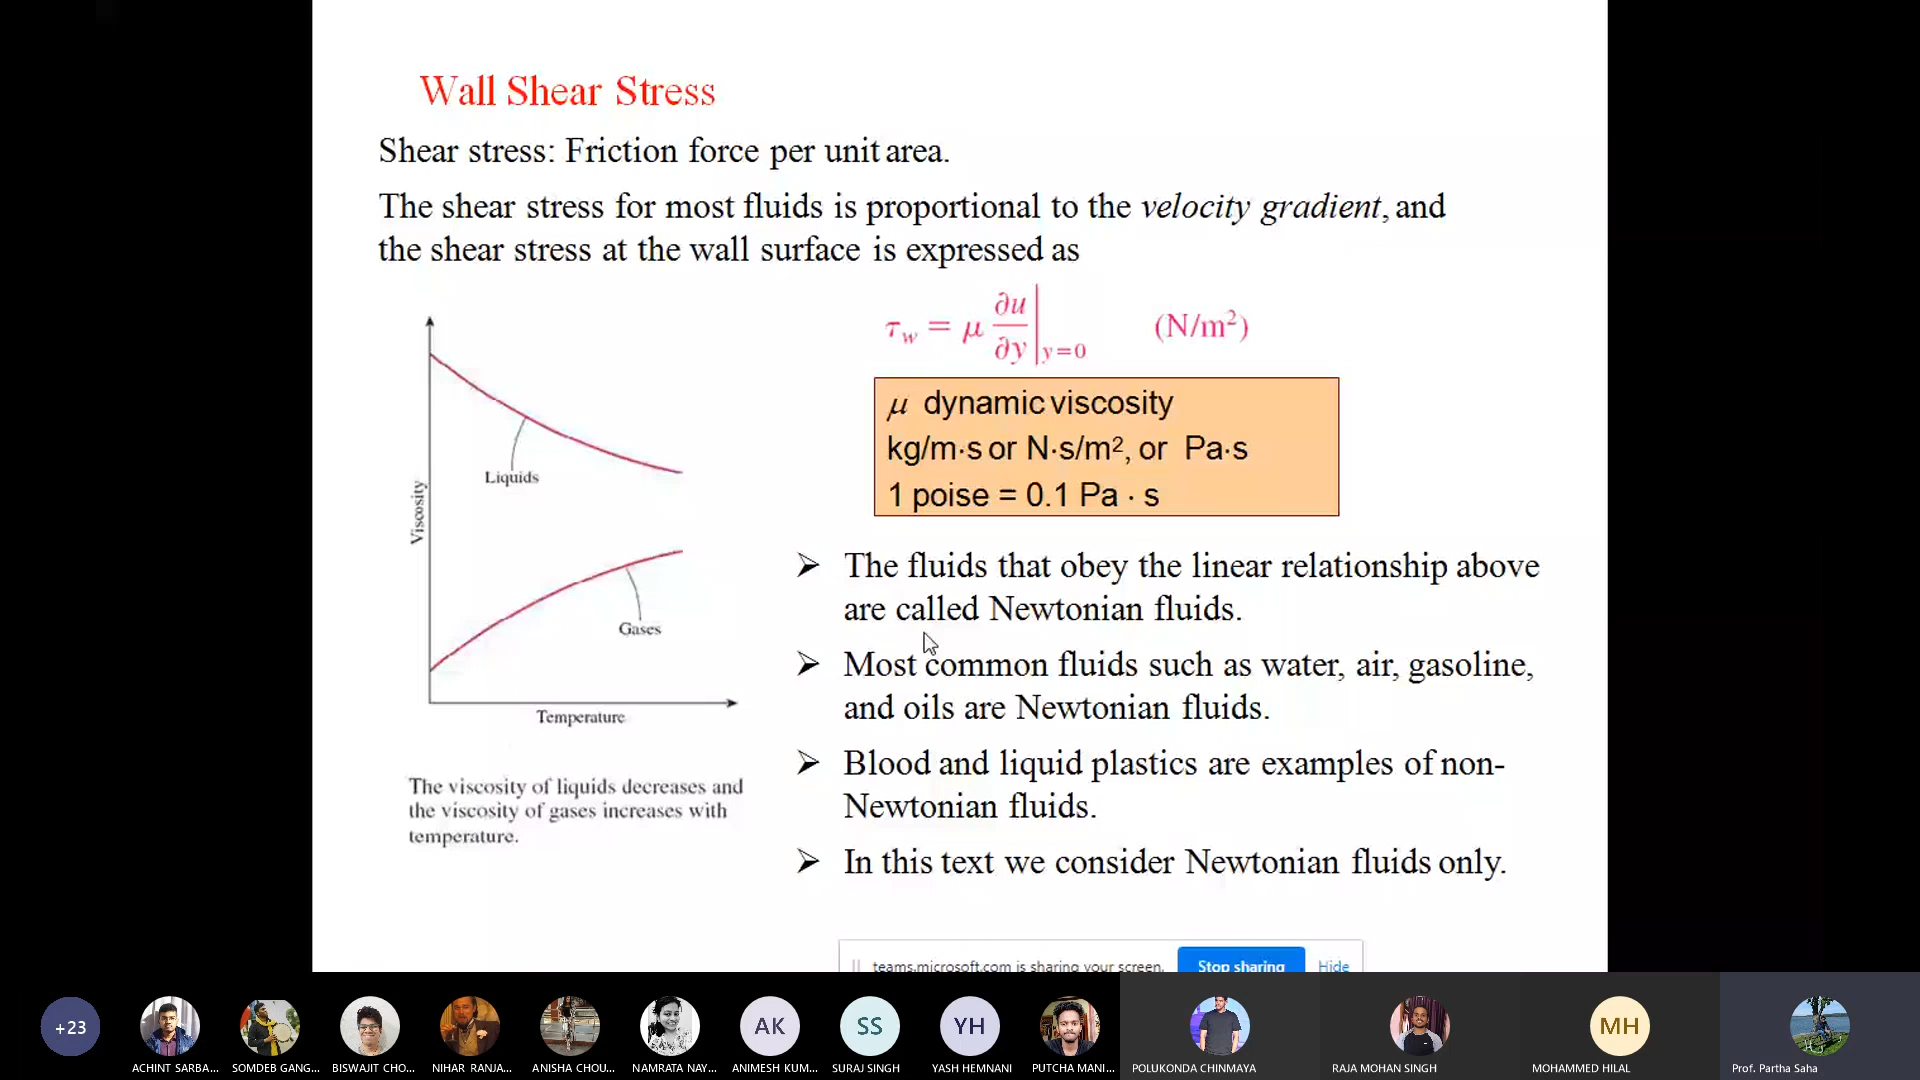 Wall Shear Stress
Shear stress: Friction force per unit area.
The shear stress for most fluids is proportional to the velocity gradient, and
the shear stress at the wall surface is expressed as
τw = μ ∂u/∂y|y=0 (N/m²)
μ dynamic viscosity
kg/m·s or N·s/m², or Pa·s
1 poise = 0.1 Pa · s
Viscosity
Liquids
Gases
Temperature
The viscosity of liquids decreases and
the viscosity of gases increases with
temperature.
➢ The fluids that obey the linear relationship above
are called Newtonian fluids.
➢ Most common fluids such as water, air, gasoline,
and oils are Newtonian fluids.
➢ Blood and liquid plastics are examples of non-
Newtonian fluids.
➢ In this text we consider Newtonian fluids only.
teams.microsoft.com is sharing your screen. Stop sharing Hide
+23
AK
SS
YH
MH
ACHINT SARBA...
SOMDEB GANG...
BISWAJIT CHO...
NIHAR RANJA...
ANISHA CHOU...
NAMRATA NAY...
ANIMESH KUM...
SURAJ SINGH
YASH HEMNANI
PUTCHA MANI...
POLUKONDA CHINMAYA
RAJA MOHAN SINGH
MOHAMMED HILAL
Prof. Partha Saha